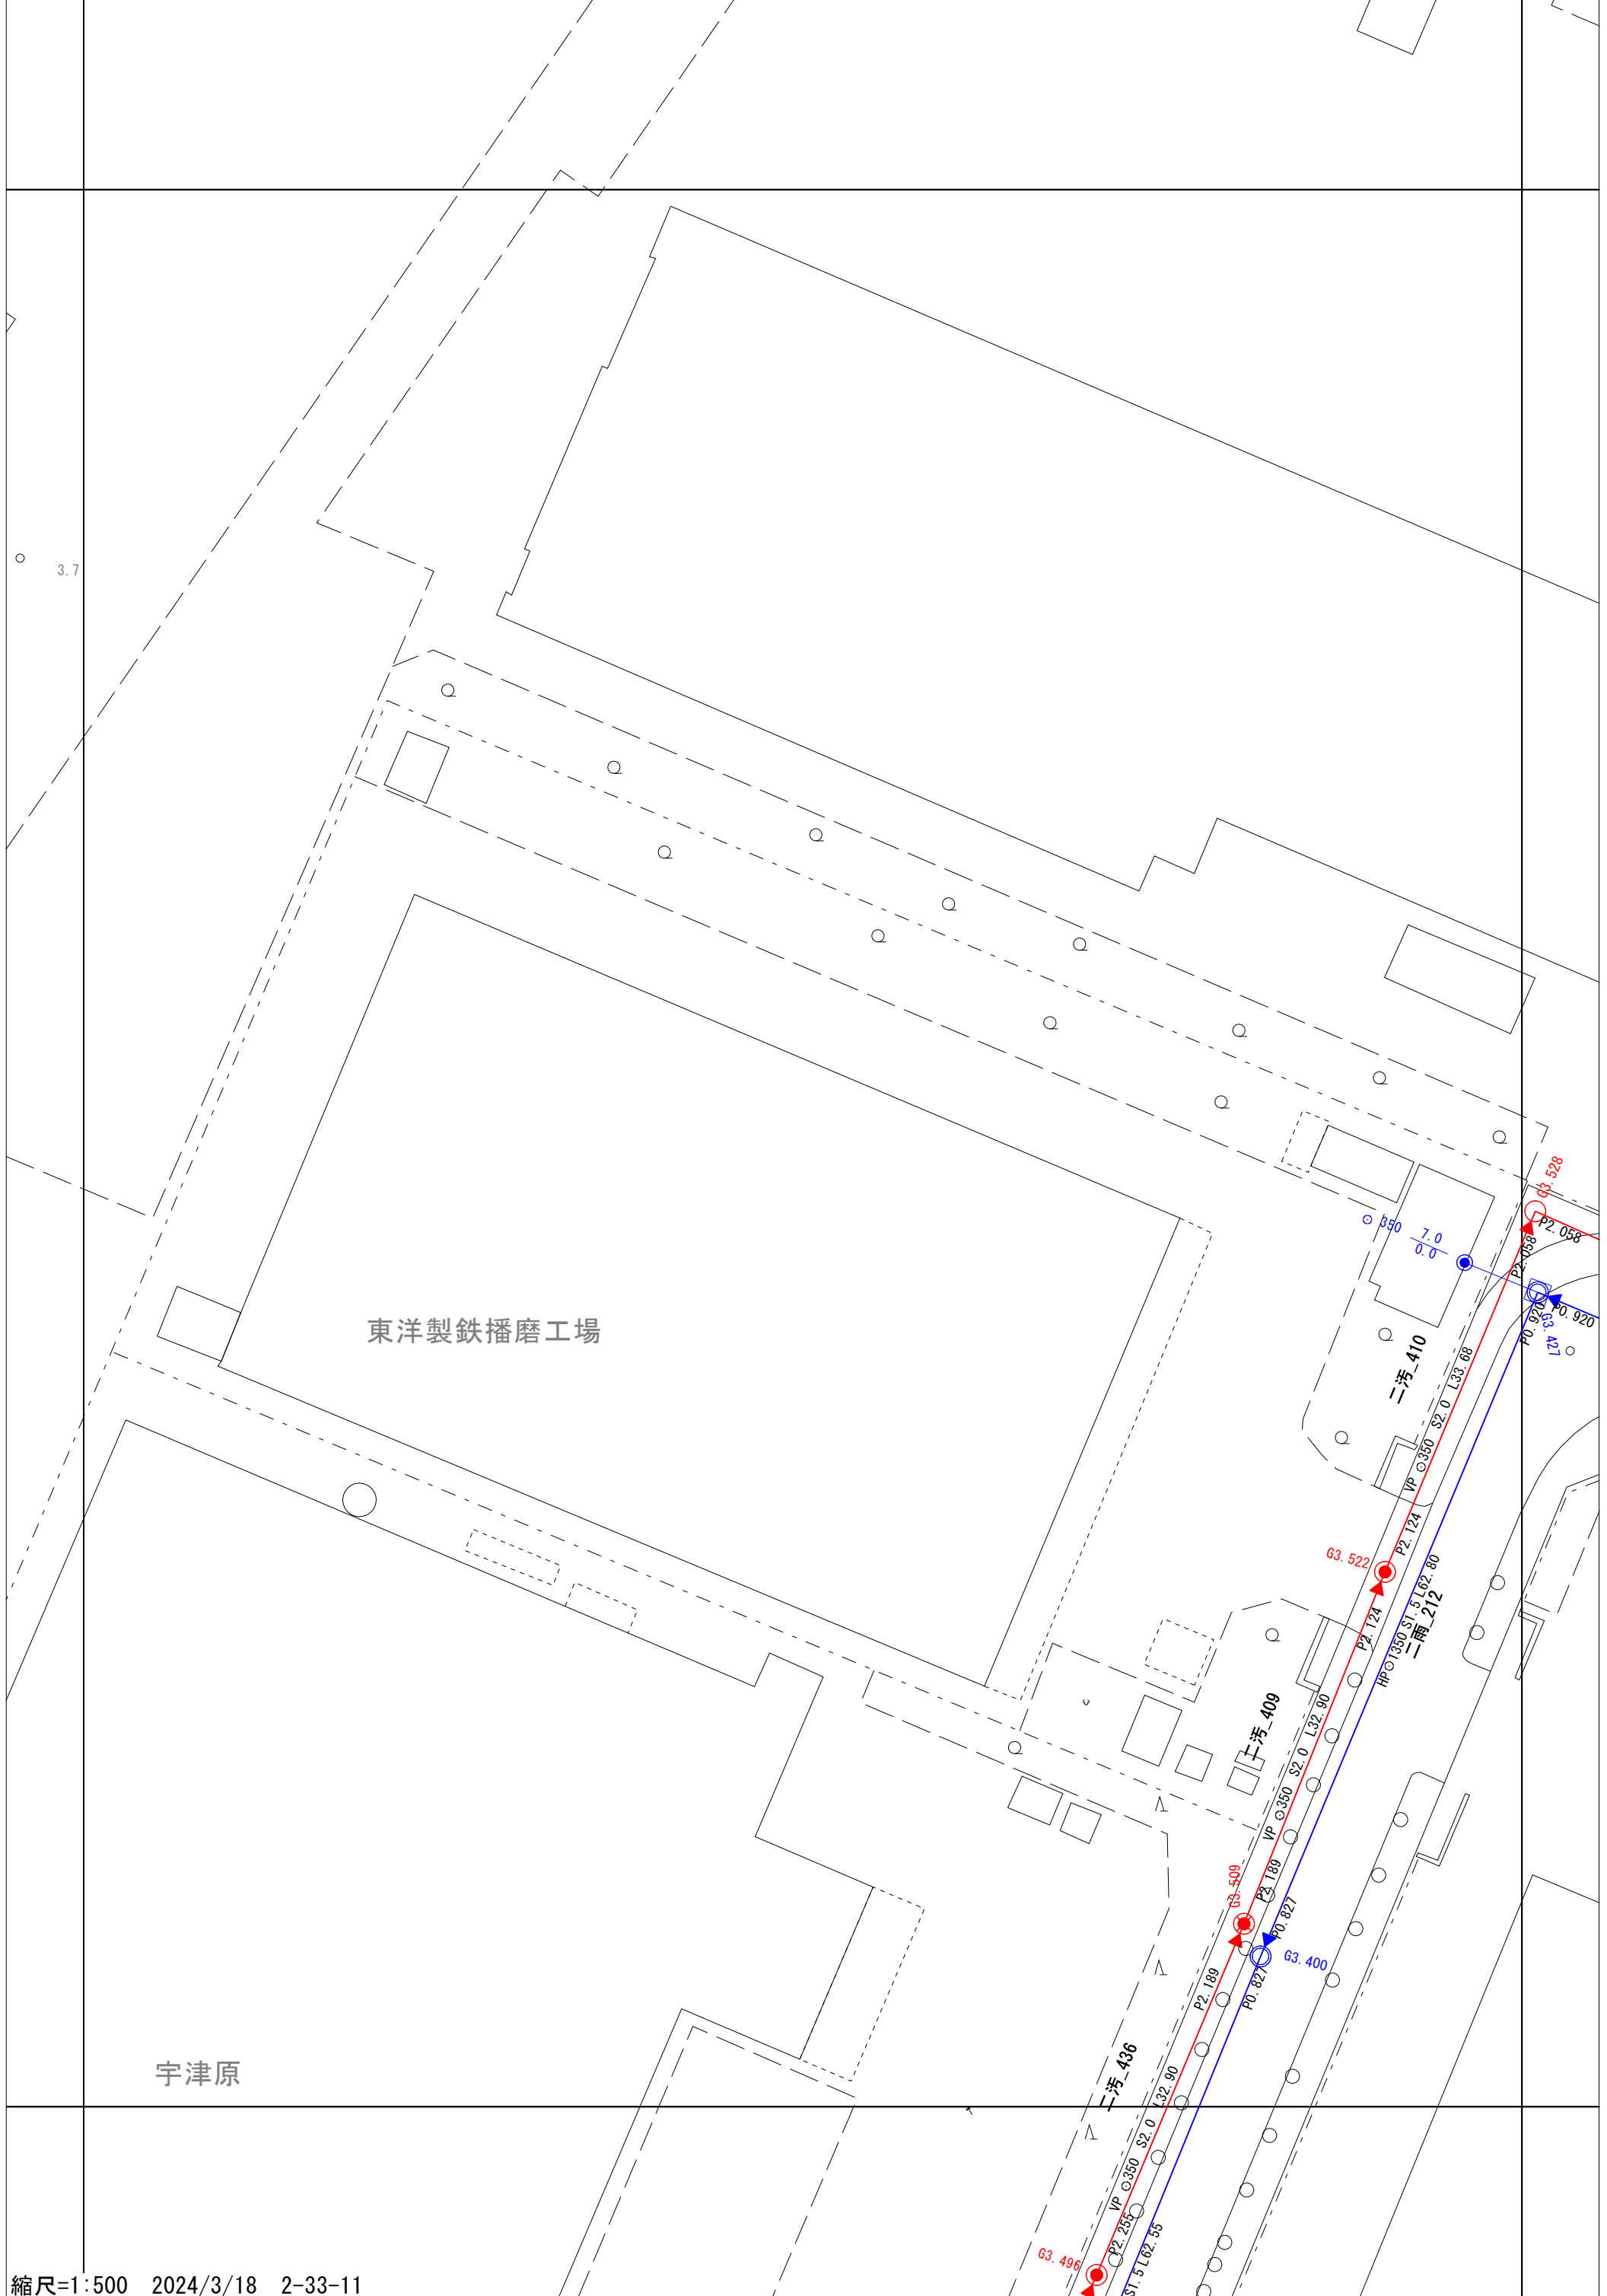 3.7
G3.528
P2.058
P2.058
350
7.0
0.0
P0.920
P0.920
G3.427
東洋製鉄播磨工場
二汚_410
VP 350 S2.0 L33.68
P2.124
G3.522
P2.124
HP 1350 S1.5 L62.80
二雨_212
二汚_409
VP 350 S2.0 L32.90
P2.189
G3.509
P0.827
G3.400
P0.827
P2.189
二汚_436
宇津原
VP 350 S2.0 L32.90
P2.255
G3.496
S1.5 L62.55
縮尺=1:500 2024/3/18 2-33-11